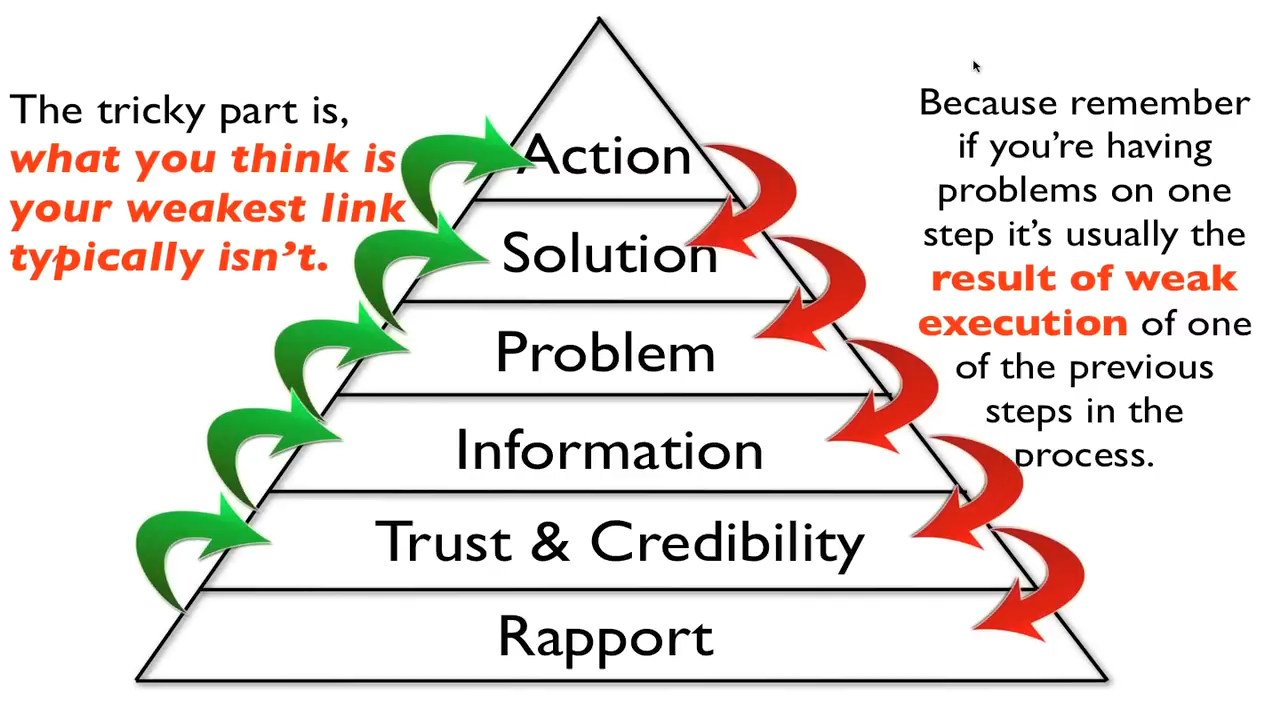 The tricky part is,
what you think is
your weakest link
typically isn't.
Action
Solution
Problem
Information
Trust & Credibility
Rapport
Because remember
if you're having
problems on one
step it's usually the
result of weak
execution of one
of the previous
steps in the
process.